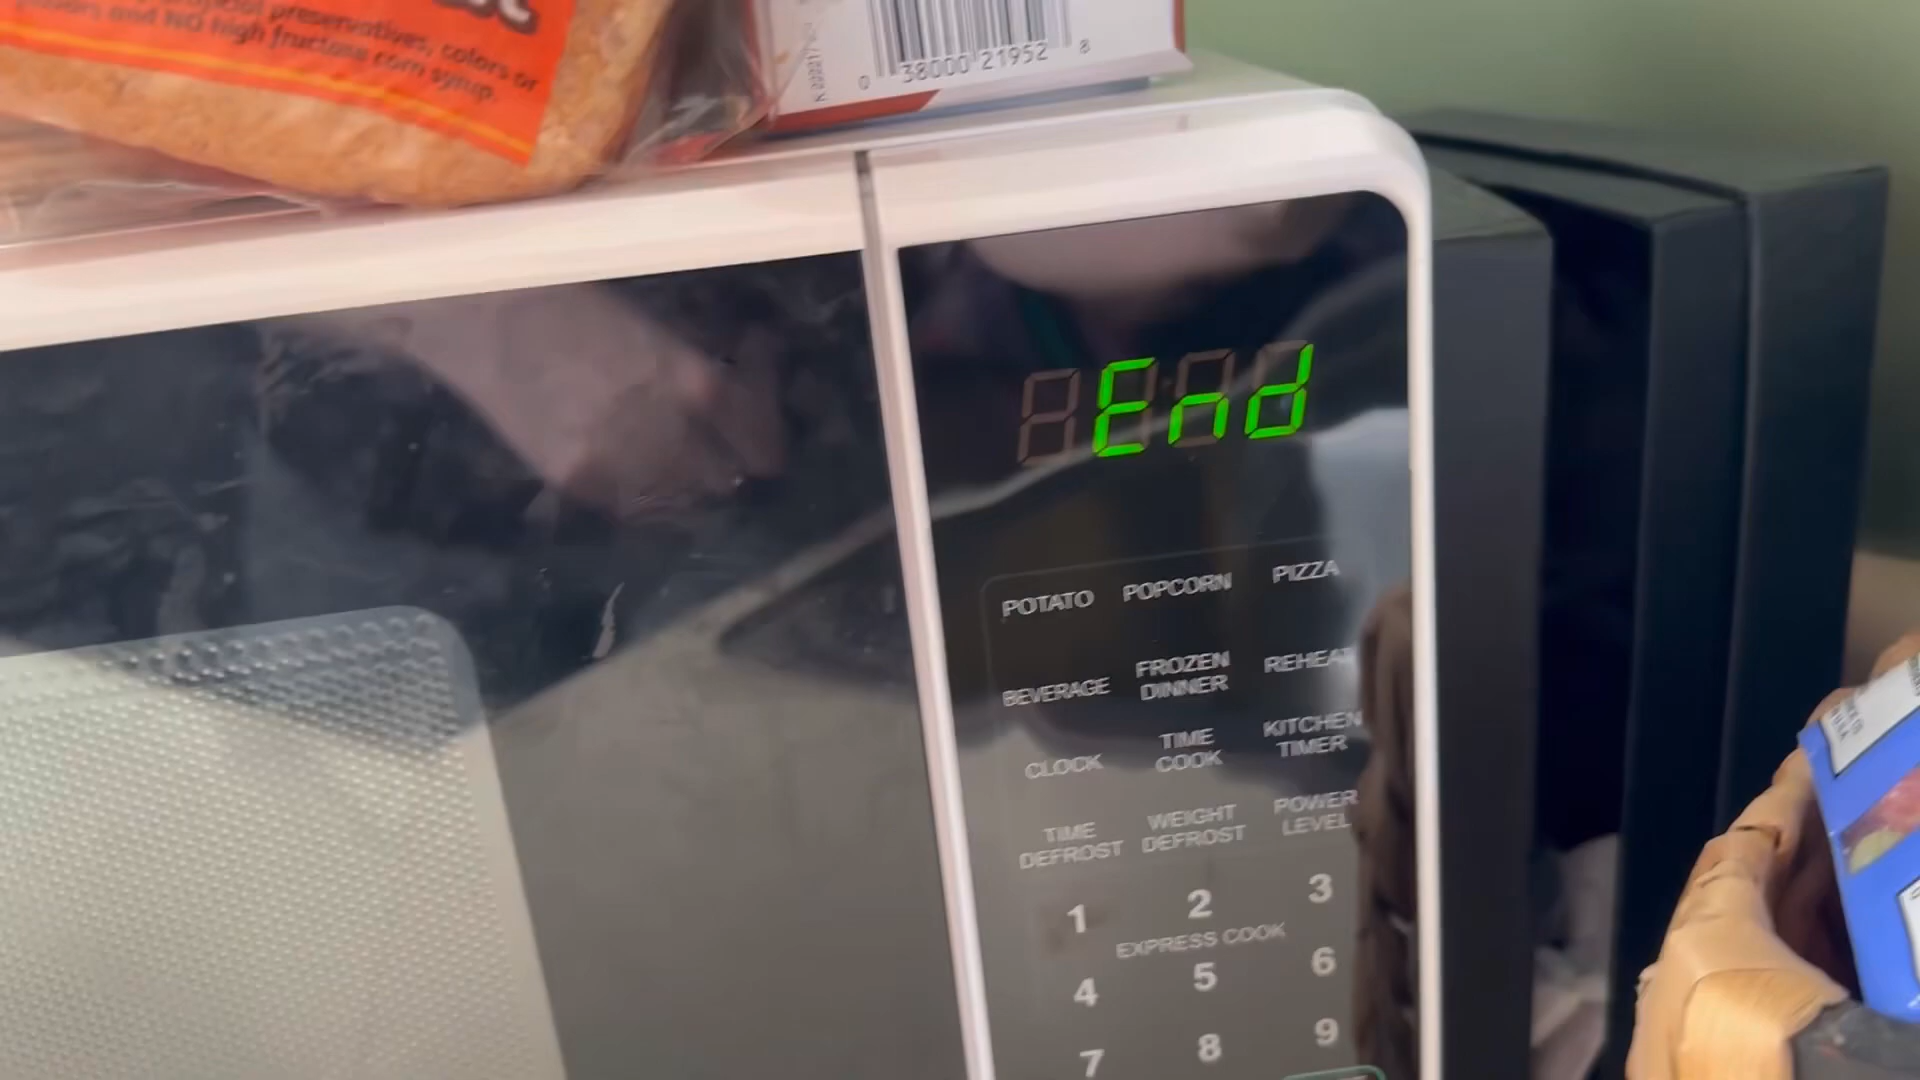 artificial preservatives, colors or
and NO high fructose corn syrup.
0 38000 21952 8
End
POTATO POPCORN PIZZA
BEVERAGE FROZEN DINNER REHEAT
CLOCK TIME COOK KITCHEN TIMER
TIME DEFROST WEIGHT DEFROST POWER LEVEL
1 2 3
EXPRESS COOK
4 5 6
7 8 9